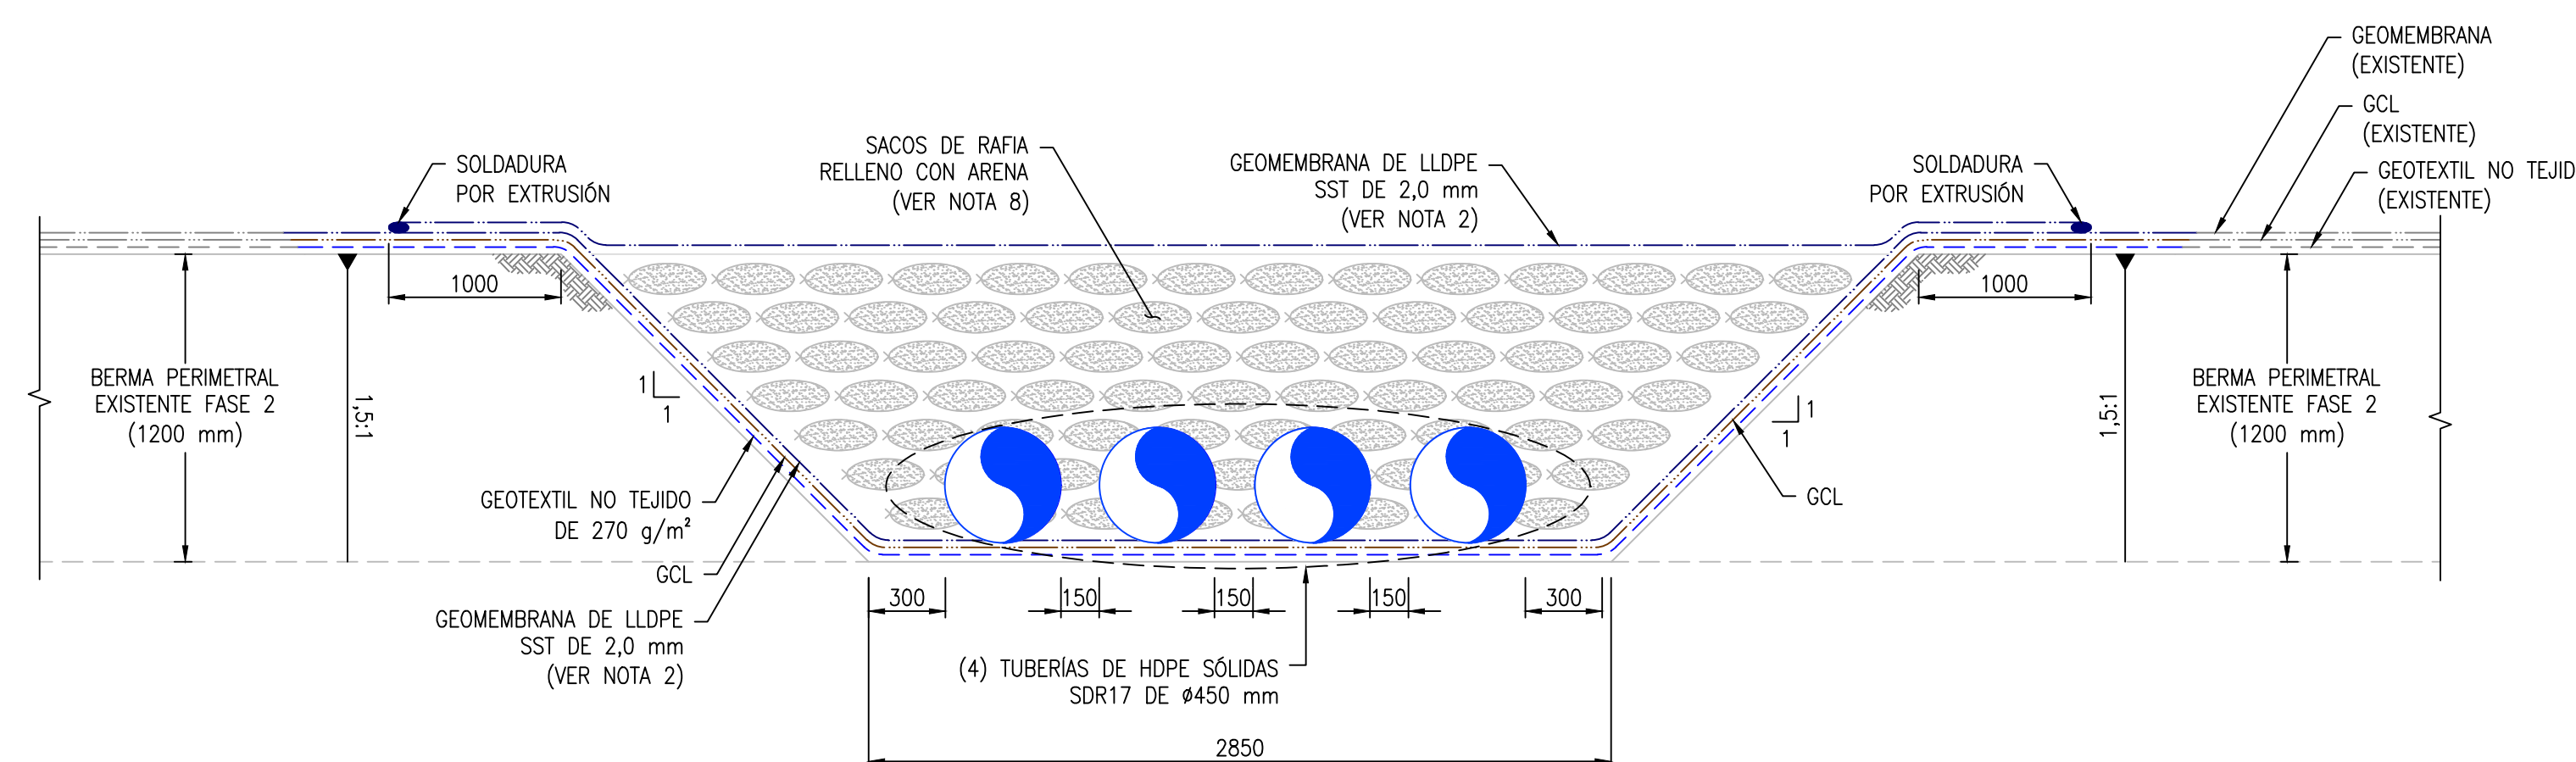 GEOMEMBRANA
(EXISTENTE)
GCL
(EXISTENTE)
GEOTEXTIL NO TEJID
(EXISTENTE)
SOLDADURA
POR EXTRUSIÓN
SACOS DE RAFIA
RELLENO CON ARENA
(VER NOTA 8)
GEOMEMBRANA DE LLDPE
SST DE 2,0 mm
(VER NOTA 2)
SOLDADURA
POR EXTRUSIÓN
1000
1000
BERMA PERIMETRAL
EXISTENTE FASE 2
(1200 mm)
1,5:1
1
1
1
1
1,5:1
BERMA PERIMETRAL
EXISTENTE FASE 2
(1200 mm)
GEOTEXTIL NO TEJIDO
DE 270 g/m²
GCL
GCL
GEOMEMBRANA DE LLDPE
SST DE 2,0 mm
(VER NOTA 2)
300
150
150
150
300
(4) TUBERÍAS DE HDPE SÓLIDAS
SDR17 DE ø450 mm
2850